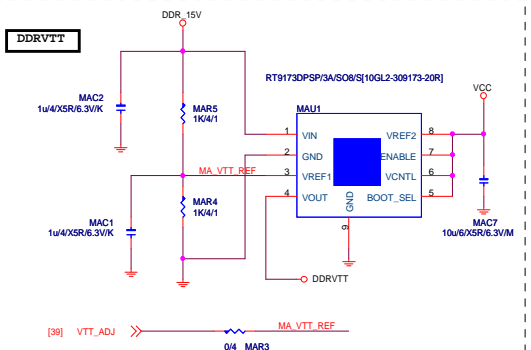 DDR_15V
DDRVTT
RT9173DPSP/3A/SO8/S[10GL2-309173-20R]
MAC2
1u/4/X5R/6.3V/K
MAR5
1K/4/1
MAU1
VCC
1 VIN VREF2 8
2 GND ENABLE 7
MA_VTT_REF 3 VREF1 VCNTL 6
4 VOUT BOOT_SEL 5
GND
9
MAR4
1K/4/1
MAC1
1u/4/X5R/6.3V/K
MAC7
10u/6/X5R/6.3V/M
DDRVTT
[39] VTT_ADJ MA_VTT_REF
0/4 MAR3